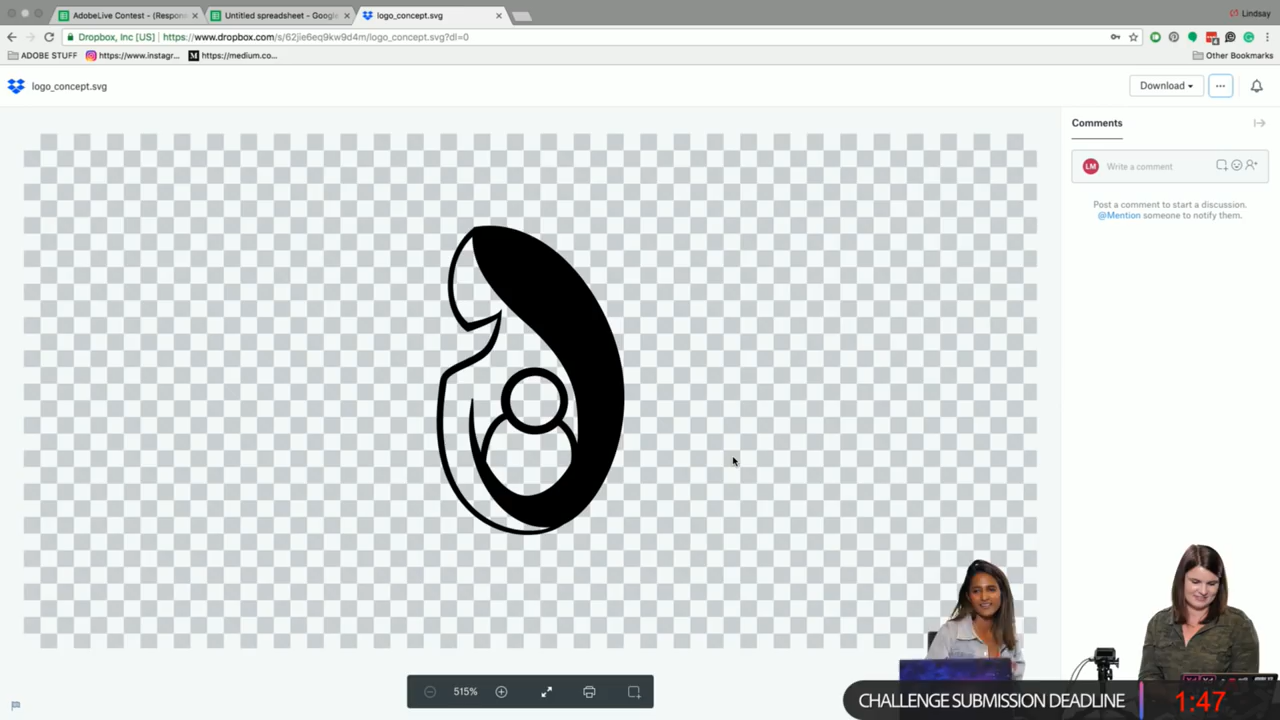 AdobeLive Contest - (Respon
Untitled spreadsheet - Google
logo_concept.svg
Lindsay
Dropbox, Inc [US]
https://www.dropbox.com/s/62jie6eq9kw9d4m/logo_concept.svg?dl=0
ADOBE STUFF
https://www.instagr...
https://medium.co...
Other Bookmarks
logo_concept.svg
Download
Comments
LM
Write a comment
Post a comment to start a discussion.
@Mention someone to notify them.
515%
CHALLENGE SUBMISSION DEADLINE
1:47